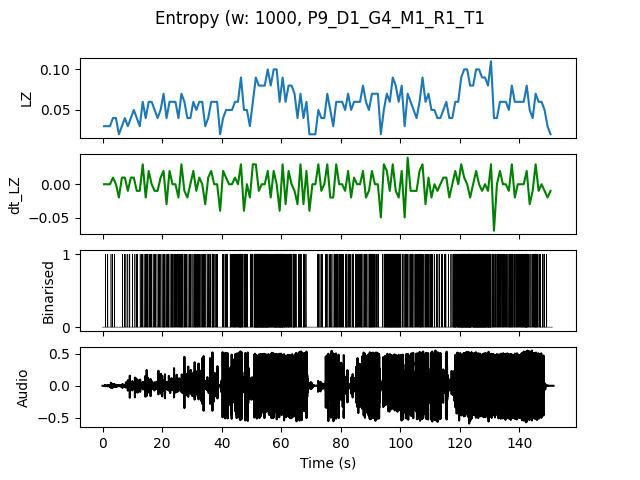 Entropy (w: 1000, P9_D1_G4_M1_R1_T1
0.10
0.05
LZ
0.00
−0.05
dt_LZ
1
0
Binarised
0.5
0.0
−0.5
Audio
0 20 40 60 80 100 120 140
Time (s)